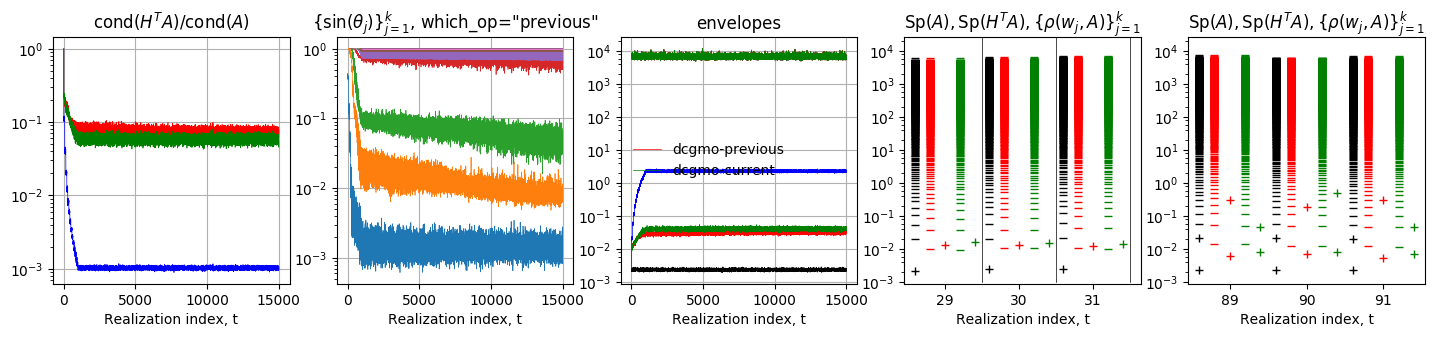 cond(H^T A)/cond(A)
10^0
10^-1
10^-2
10^-3
0 5000 10000 15000
Realization index, t
{sin(θ_j)}_{j=1}^k, which_op="previous"
10^0
10^-1
10^-2
10^-3
0 5000 10000 15000
Realization index, t
envelopes
10^4
10^3
10^2
10^1
10^0
10^-1
10^-2
10^-3
dcgmo-previous
dcgmo-current
0 5000 10000 15000
Realization index, t
Sp(A), Sp(H^T A), {ρ(w_j, A)}_{j=1}^k
10^4
10^3
10^2
10^1
10^0
10^-1
10^-2
10^-3
29 30 31
Realization index, t
Sp(A), Sp(H^T A), {ρ(w_j, A)}_{j=1}^k
10^4
10^3
10^2
10^1
10^0
10^-1
10^-2
10^-3
89 90 91
Realization index, t